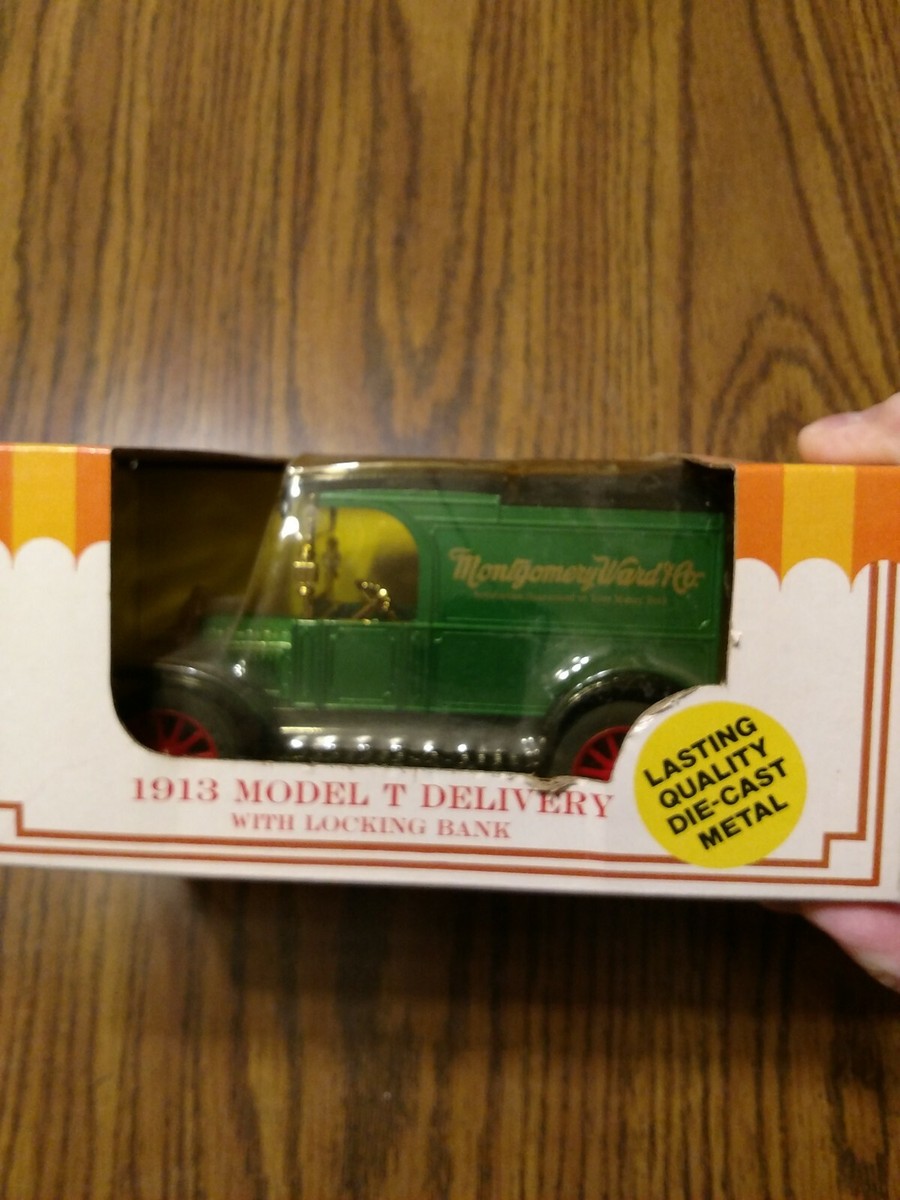 Montgomery Ward & Co.
1913 MODEL T DELIVERY
WITH LOCKING BANK
LASTING
QUALITY
DIE-CAST
METAL